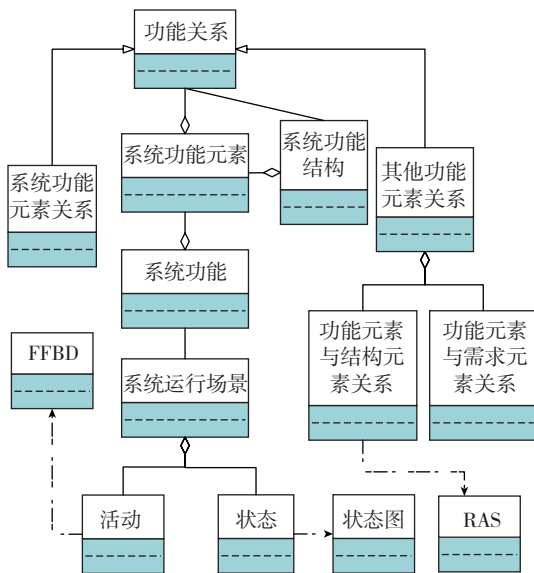 功能关系
系统功能元素
系统功能
结构
系统功能
元素关系
其他功能
元素关系
系统功能
FFBD
系统运行场景
功能元素
与结构元
素关系
功能元素
与需求元
素关系
活动
状态
状态图
RAS